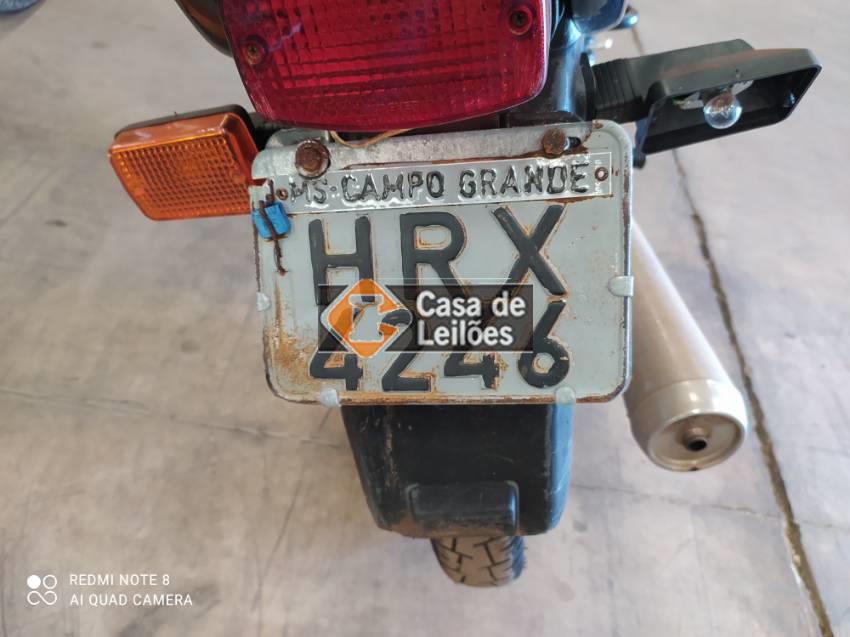 MS-CAMPO GRANDE
HRX
Casa de
Leilões
4246
REDMI NOTE 8
AI QUAD CAMERA